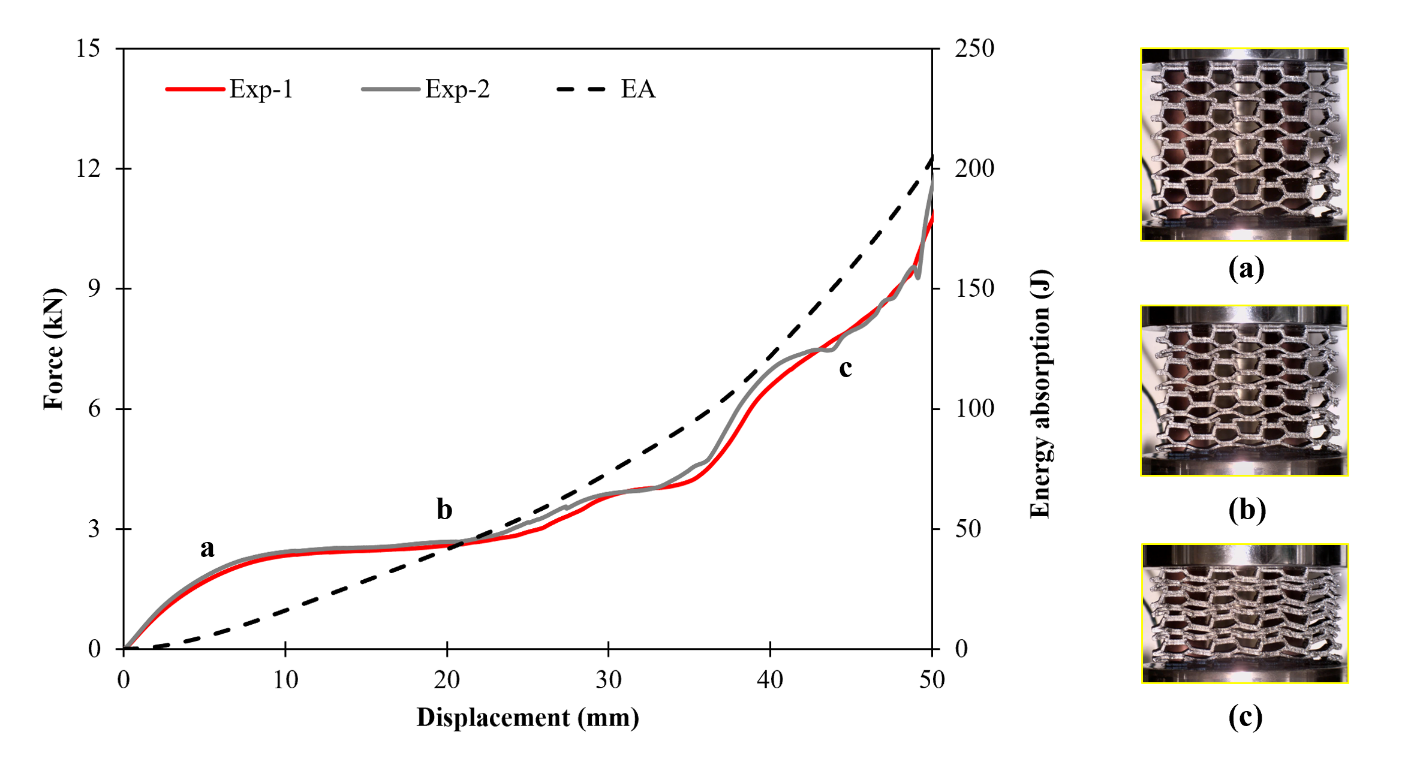 15
12
9
6
3
0
Force (kN)
Exp-1
Exp-2
EA
a
b
c
0
10
20
30
40
50
Displacement (mm)
250
200
150
100
50
0
Energy absorption (J)
(a)
(b)
(c)